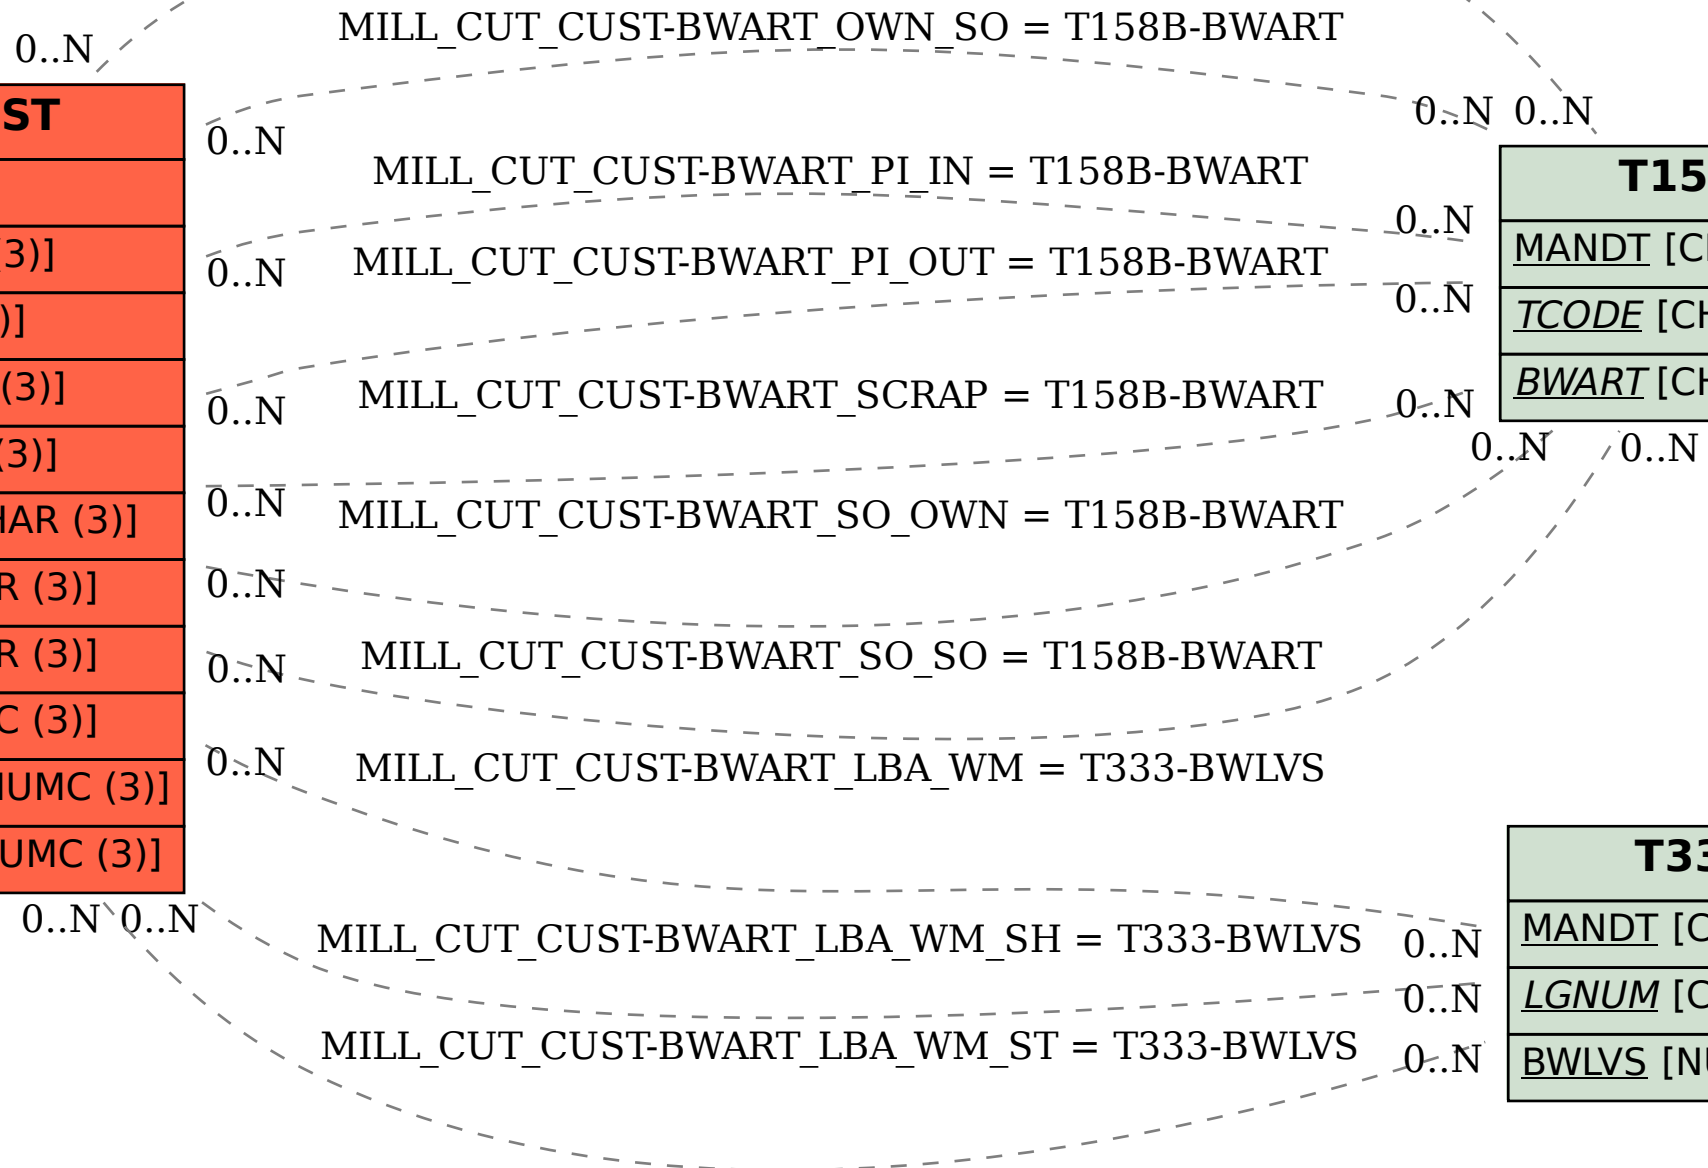 MILL_CUT_CUST-BWART_OWN_SO = T158B-BWART
0..N
0..N 0..N
ST
0..N
MILL_CUT_CUST-BWART_PI_IN = T158B-BWART
T15
0..N
MANDT [C
(3)]
0..N
MILL_CUT_CUST-BWART_PI_OUT = T158B-BWART
0..N
TCODE [CH
)]
BWART [CH
(3)]
0..N
MILL_CUT_CUST-BWART_SCRAP = T158B-BWART
0..N
0..N 0..N
(3)]
0..N
MILL_CUT_CUST-BWART_SO_OWN = T158B-BWART
HAR (3)]
0..N
R (3)]
R (3)]
0..N
MILL_CUT_CUST-BWART_SO_SO = T158B-BWART
C (3)]
0..N
MILL_CUT_CUST-BWART_LBA_WM = T333-BWLVS
NUMC (3)]
UMC (3)]
T33
0..N 0..N
MILL_CUT_CUST-BWART_LBA_WM_SH = T333-BWLVS
0..N
MANDT [C
0..N
LGNUM [C
MILL_CUT_CUST-BWART_LBA_WM_ST = T333-BWLVS
0..N
BWLVS [NU